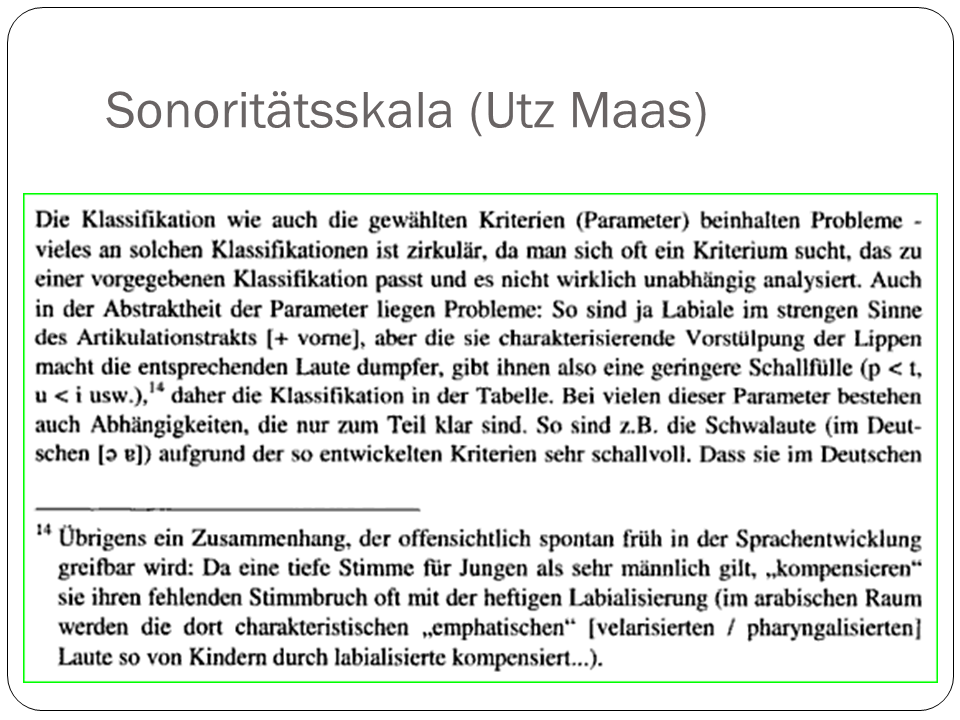 Sonoritätsskala (Utz Maas)
Die Klassifikation wie auch die gewählten Kriterien (Parameter) beinhalten Probleme -
vieles an solchen Klassifikationen ist zirkulär, da man sich oft ein Kriterium sucht, das zu
einer vorgegebenen Klassifikation passt und es nicht wirklich unabhängig analysiert. Auch
in der Abstraktheit der Parameter liegen Probleme: So sind ja Labiale im strengen Sinne
des Artikulationstrakts [+ vorne], aber die sie charakterisierende Vorstülpung der Lippen
macht die entsprechenden Laute dumpfer, gibt ihnen also eine geringere Schallfülle (p < t,
u < i usw.),¹⁴ daher die Klassifikation in der Tabelle. Bei vielen dieser Parameter bestehen
auch Abhängigkeiten, die nur zum Teil klar sind. So sind z.B. die Schwalaute (im Deut-
schen [ə ɐ]) aufgrund der so entwickelten Kriterien sehr schallvoll. Dass sie im Deutschen
¹⁴ Übrigens ein Zusammenhang, der offensichtlich spontan früh in der Sprachentwicklung
greifbar wird: Da eine tiefe Stimme für Jungen als sehr männlich gilt, „kompensieren“
sie ihren fehlenden Stimmbruch oft mit der heftigen Labialisierung (im arabischen Raum
werden die dort charakteristischen „emphatischen“ [velarisierten / pharyngalisierten]
Laute so von Kindern durch labialisierte kompensiert...).